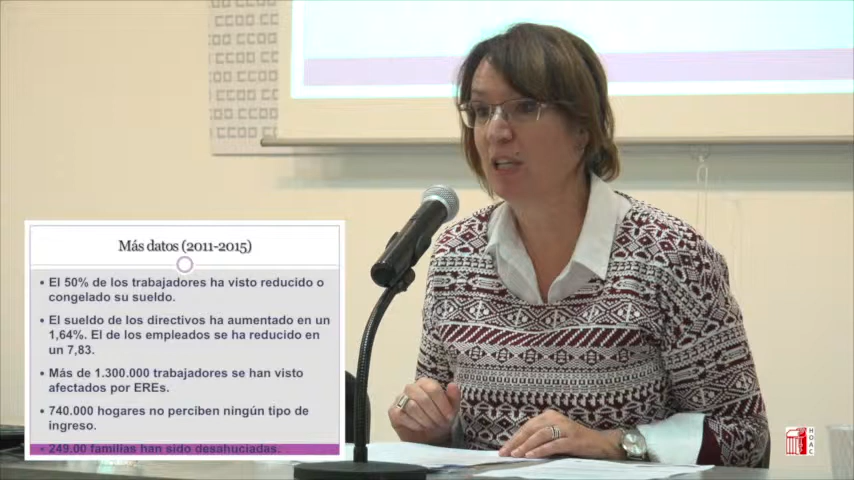 Más datos (2011-2015)
• El 50% de los trabajadores ha visto reducido o
congelado su sueldo.
• El sueldo de los directivos ha aumentado en un
1,64%. El de los empleados se ha reducido en
un 7,83.
• Más de 1.300.000 trabajadores se han visto
afectados por EREs.
• 740.000 hogares no perciben ningún tipo de
ingreso.
• 249.00 familias han sido desahuciadas.
HOAC